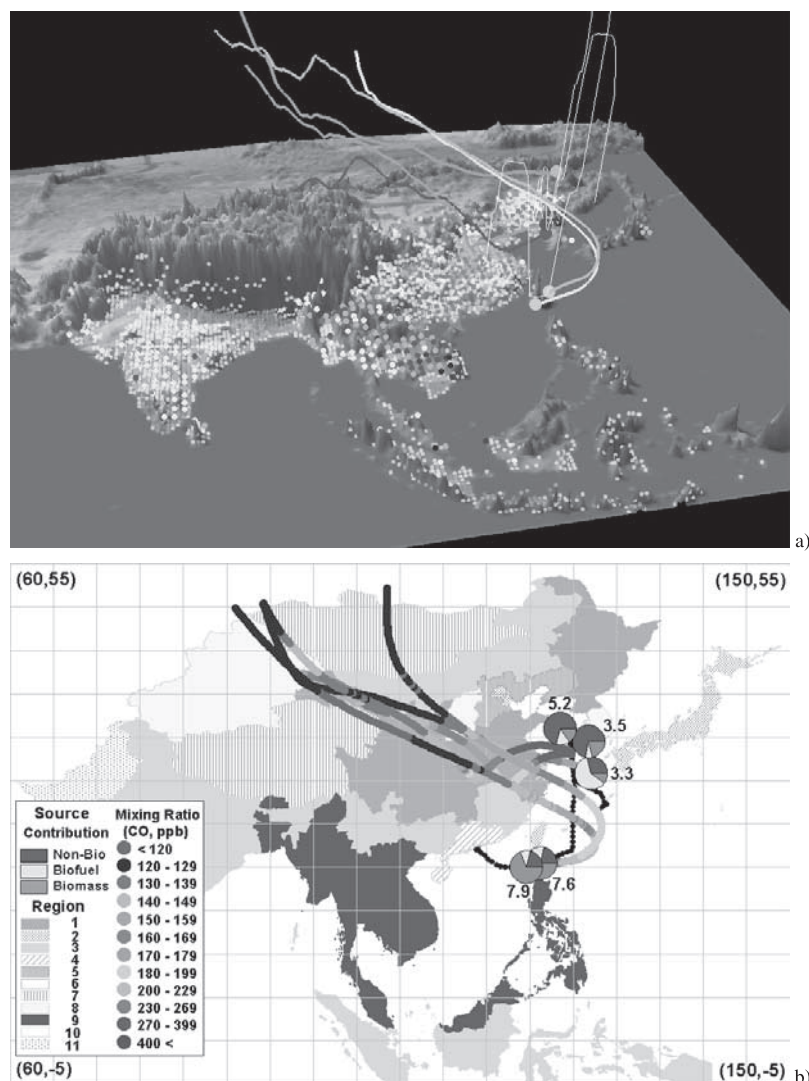 a)
(60,55)
(150,55)
5.2
3.5
3.3
7.9
7.6
Source
Contribution
Non-Bio
Biofuel
Biomass
Region
1
2
3
4
5
6
7
8
9
10
11
Mixing Ratio
(CO, ppb)
< 120
120 - 129
130 - 139
140 - 149
150 - 159
160 - 169
170 - 179
180 - 199
200 - 229
230 - 269
270 - 399
400 <
(60,-5)
(150,-5)
b)